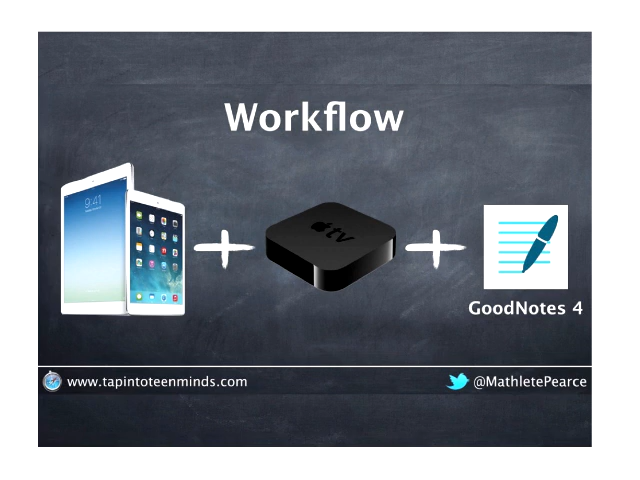 Workflow
9:41
tv
GoodNotes 4
www.tapintoteenminds.com
@MathletePearce